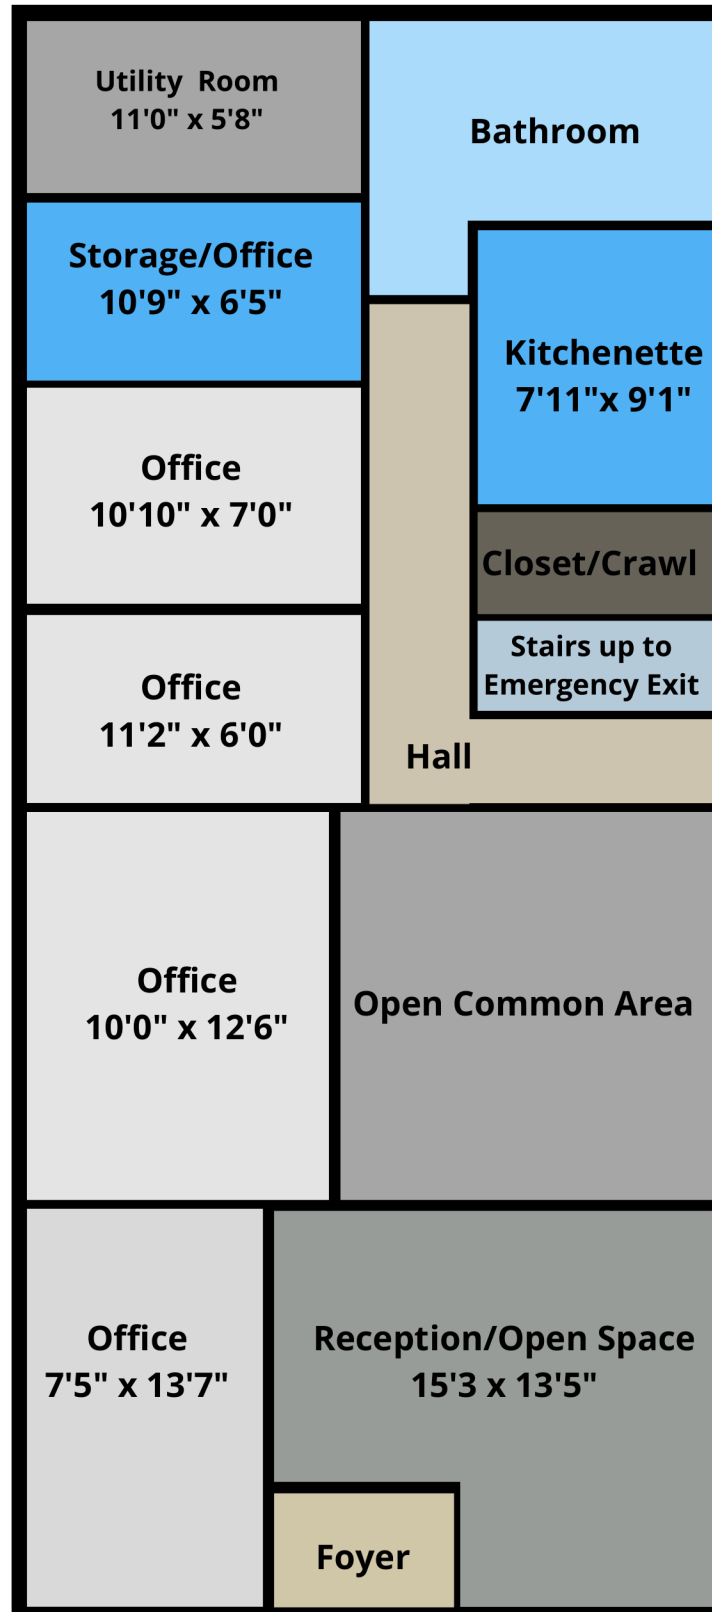 Utility Room
11'0" x 5'8"
Bathroom
Storage/Office
10'9" x 6'5"
Kitchenette
7'11"x 9'1"
Office
10'10" x 7'0"
Closet/Crawl
Stairs up to
Emergency Exit
Office
11'2" x 6'0"
Hall
Office
10'0" x 12'6"
Open Common Area
Office
7'5" x 13'7"
Reception/Open Space
15'3 x 13'5"
Foyer